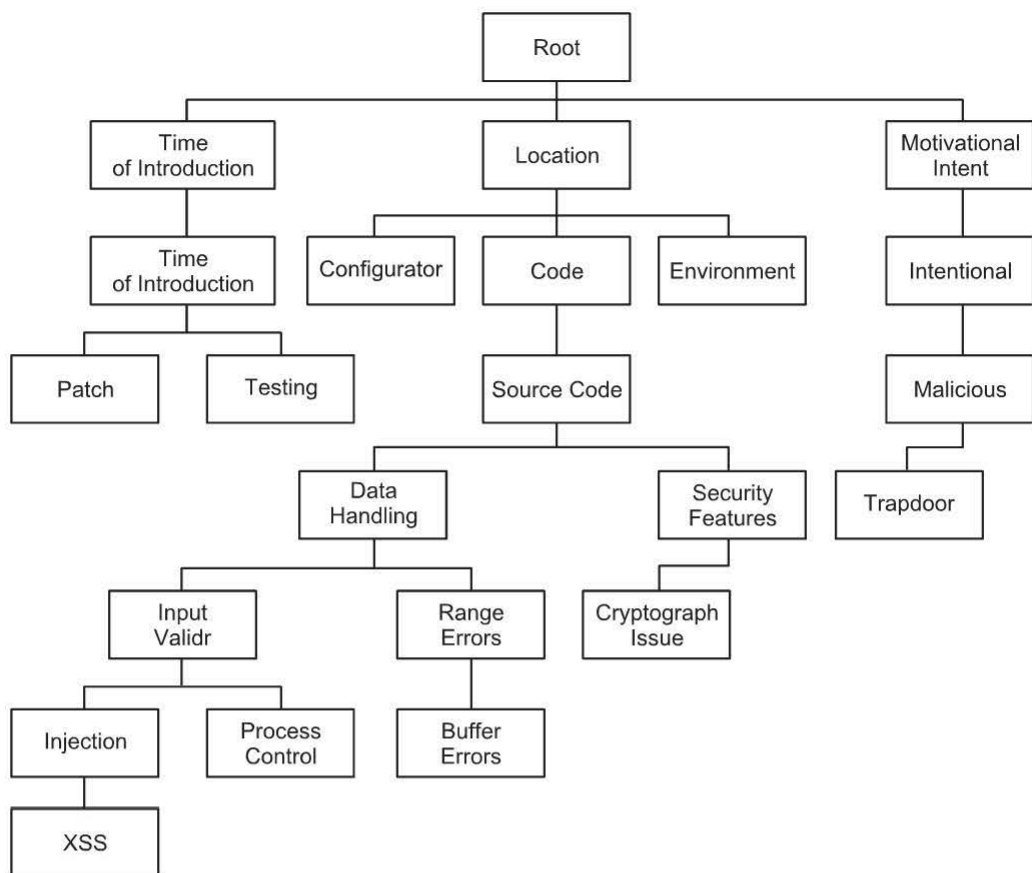 Root
Time
of Introduction
Location
Motivational
Intent
Time
of Introduction
Configurator
Code
Environment
Intentional
Patch
Testing
Source Code
Malicious
Data
Handling
Security
Features
Trapdoor
Input
Validr
Range
Errors
Cryptograph
Issue
Injection
Process
Control
Buffer
Errors
XSS